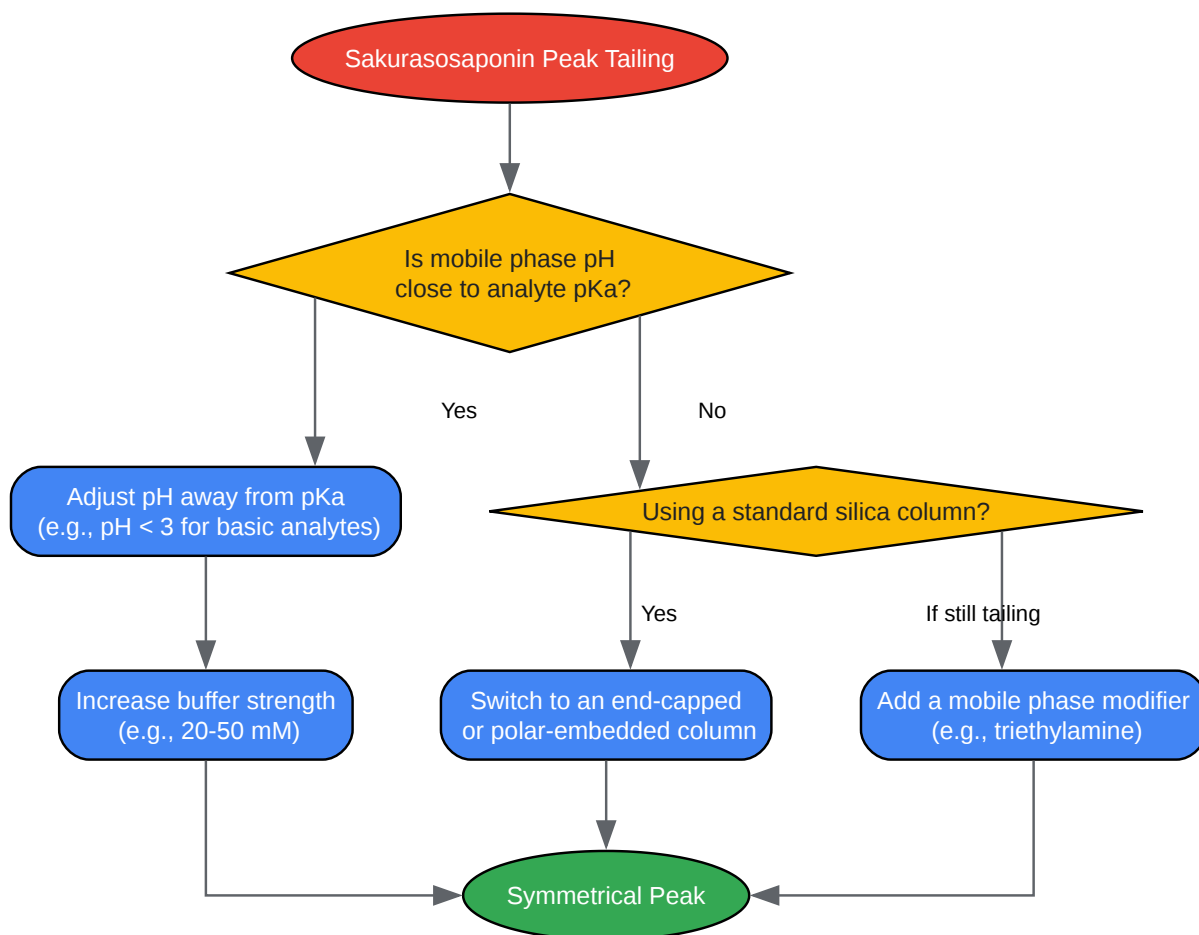 Sakurasosaponin Peak Tailing
Is mobile phase pH
close to analyte pKa?
Yes
No
Adjust pH away from pKa
(e.g., pH < 3 for basic analytes)
Using a standard silica column?
Yes
If still tailing
Increase buffer strength
(e.g., 20-50 mM)
Switch to an end-capped
or polar-embedded column
Add a mobile phase modifier
(e.g., triethylamine)
Symmetrical Peak